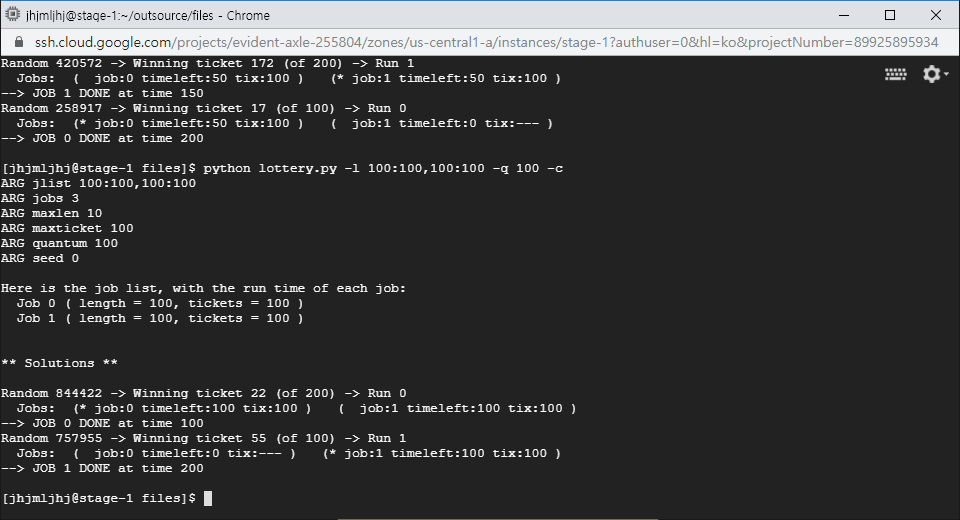 jhjmljhj@stage-1:~/outsource/files - Chrome
ssh.cloud.google.com/projects/evident-axle-255804/zones/us-central1-a/instances/stage-1?authuser=0&hl=ko&projectNumber=89925895934
Random 420572 -> Winning ticket 172 (of 200) -> Run 1
  Jobs:  (  job:0 timeleft:50 tix:100 )   (* job:1 timeleft:50 tix:100 )
--> JOB 1 DONE at time 150
Random 258917 -> Winning ticket 17 (of 100) -> Run 0
  Jobs:  (* job:0 timeleft:50 tix:100 )    (  job:1 timeleft:0 tix:--- )
--> JOB 0 DONE at time 200
[jhjmljhj@stage-1 files]$ python lottery.py -l 100:100,100:100 -q 100 -c
ARG jlist 100:100,100:100
ARG jobs 3
ARG maxlen 10
ARG maxticket 100
ARG quantum 100
ARG seed 0
Here is the job list, with the run time of each job:
  Job 0 ( length = 100, tickets = 100 )
  Job 1 ( length = 100, tickets = 100 )
** Solutions **
Random 844422 -> Winning ticket 22 (of 200) -> Run 0
  Jobs:  (* job:0 timeleft:100 tix:100 )    (  job:1 timeleft:100 tix:100 )
--> JOB 0 DONE at time 100
Random 757955 -> Winning ticket 55 (of 100) -> Run 1
  Jobs:  (  job:0 timeleft:0 tix:--- )    (* job:1 timeleft:100 tix:100 )
--> JOB 1 DONE at time 200
[jhjmljhj@stage-1 files]$